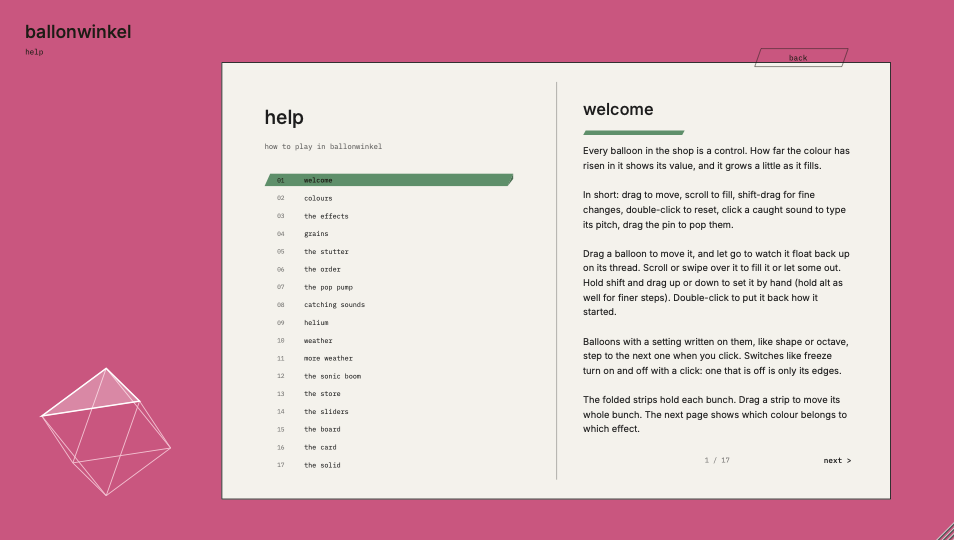 ballonwinkel
help
back
help
how to play in ballonwinkel
01 welcome
02 colours
03 the effects
04 grains
05 the stutter
06 the order
07 the pop pump
08 catching sounds
09 helium
10 weather
11 more weather
12 the sonic boom
13 the store
14 the sliders
15 the board
16 the card
17 the solid
welcome
Every balloon in the shop is a control. How far the colour has
risen in it shows its value, and it grows a little as it fills.
In short: drag to move, scroll to fill, shift-drag for fine
changes, double-click to reset, click a caught sound to type
its pitch, drag the pin to pop them.
Drag a balloon to move it, and let go to watch it float back up
on its thread. Scroll or swipe over it to fill it or let some out.
Hold shift and drag up or down to set it by hand (hold alt as
well for finer steps). Double-click to put it back how it
started.
Balloons with a setting written on them, like shape or octave,
step to the next one when you click. Switches like freeze
turn on and off with a click: one that is off is only its edges.
The folded strips hold each bunch. Drag a strip to move its
whole bunch. The next page shows which colour belongs to
which effect.
1 / 17
next >